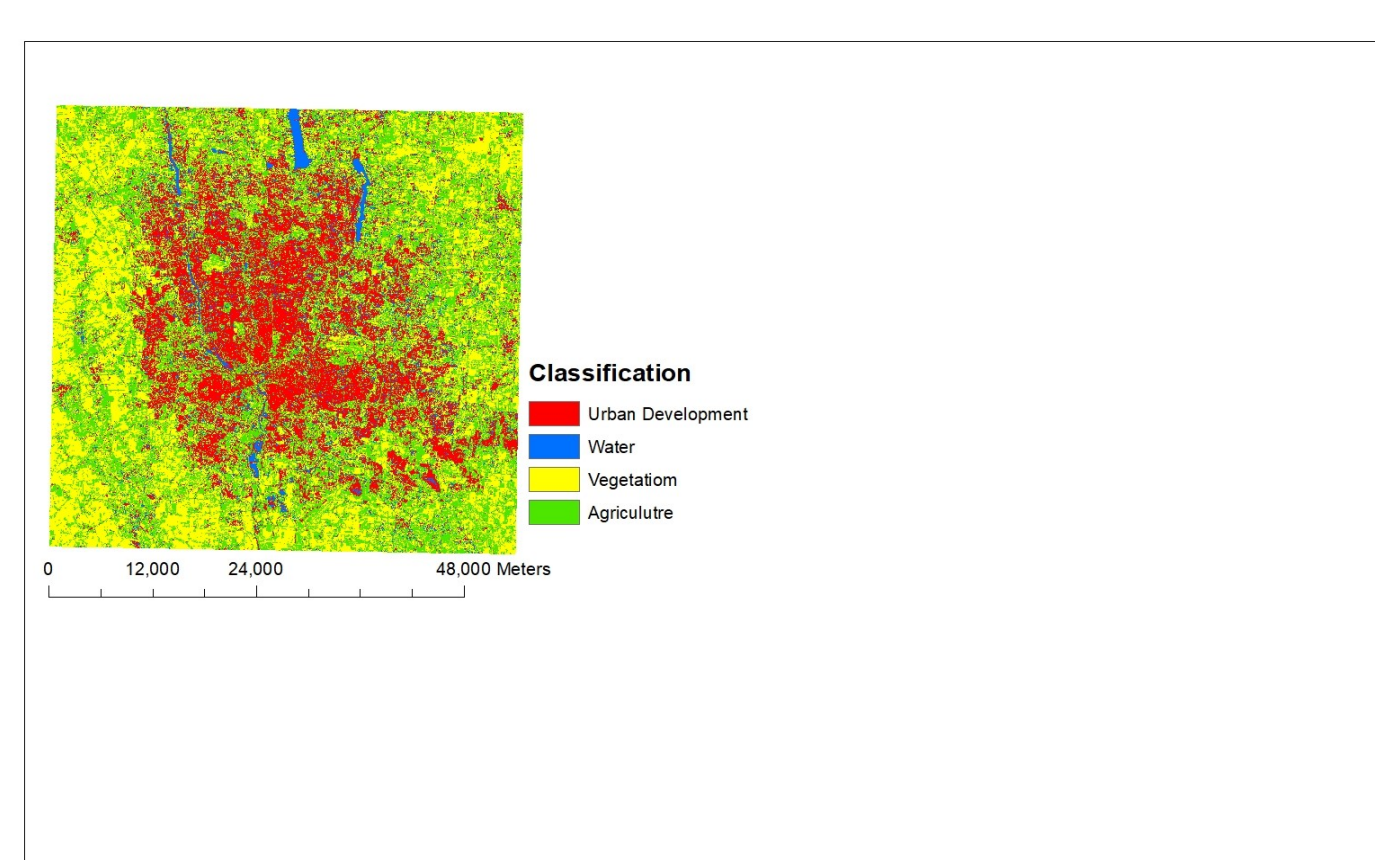 Classification
Urban Development
Water
Vegetatiom
Agriculutre
0 12,000 24,000 48,000 Meters